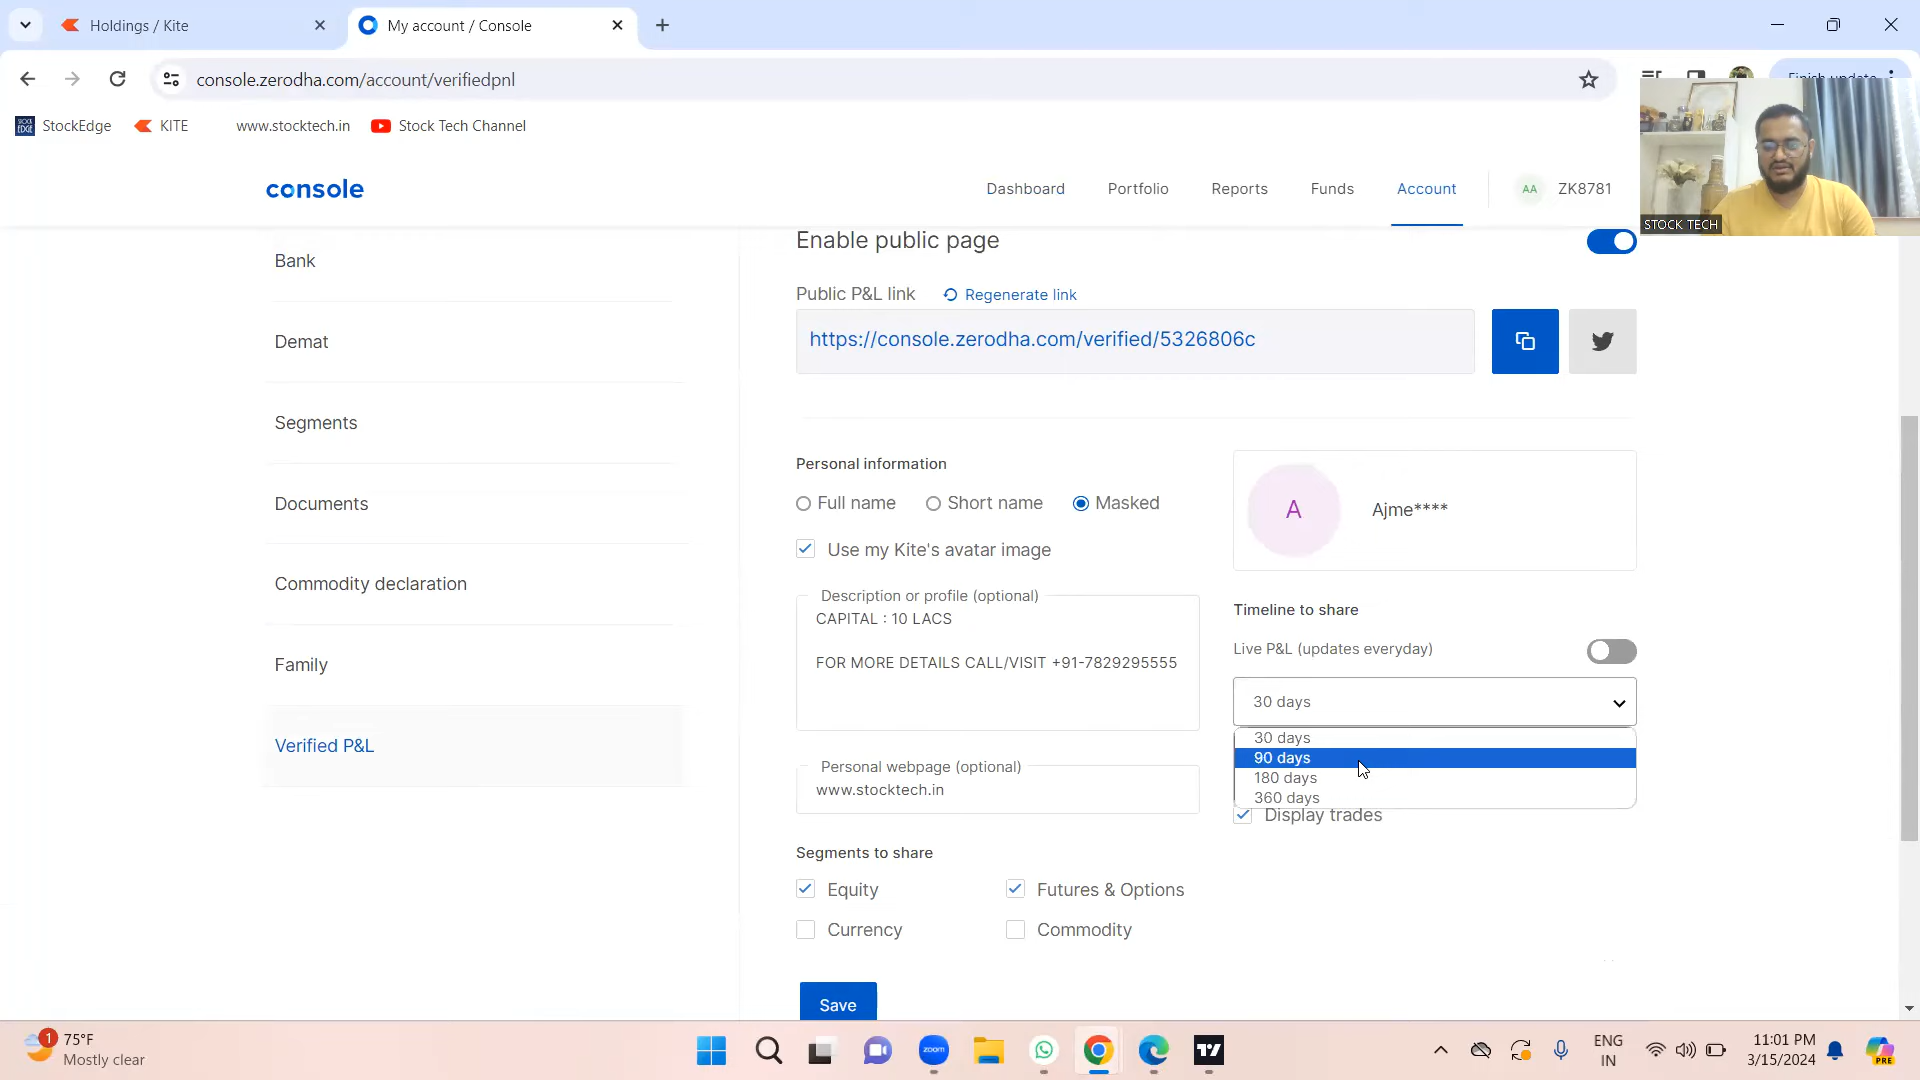 Holdings / Kite
My account / Console
console.zerodha.com/account/verifiedpnl
StockEdge
KITE
www.stocktech.in
Stock Tech Channel
STOCK TECH
console
Dashboard
Portfolio
Reports
Funds
Account
AA
ZK8781
Bank
Demat
Segments
Documents
Commodity declaration
Family
Verified P&L
Enable public page
Public P&L link
Regenerate link
https://console.zerodha.com/verified/5326806c
Personal information
Full name
Short name
Masked
Use my Kite's avatar image
A
Ajme****
Description or profile (optional)
CAPITAL : 10 LACS
FOR MORE DETAILS CALL/VISIT +91-7829295555
Personal webpage (optional)
www.stocktech.in
Timeline to share
Live P&L (updates everyday)
30 days
30 days
90 days
180 days
360 days
Display trades
Segments to share
Equity
Futures & Options
Currency
Commodity
Save
1
75°F
Mostly clear
zoom
ENG
IN
11:01 PM
3/15/2024
PRE